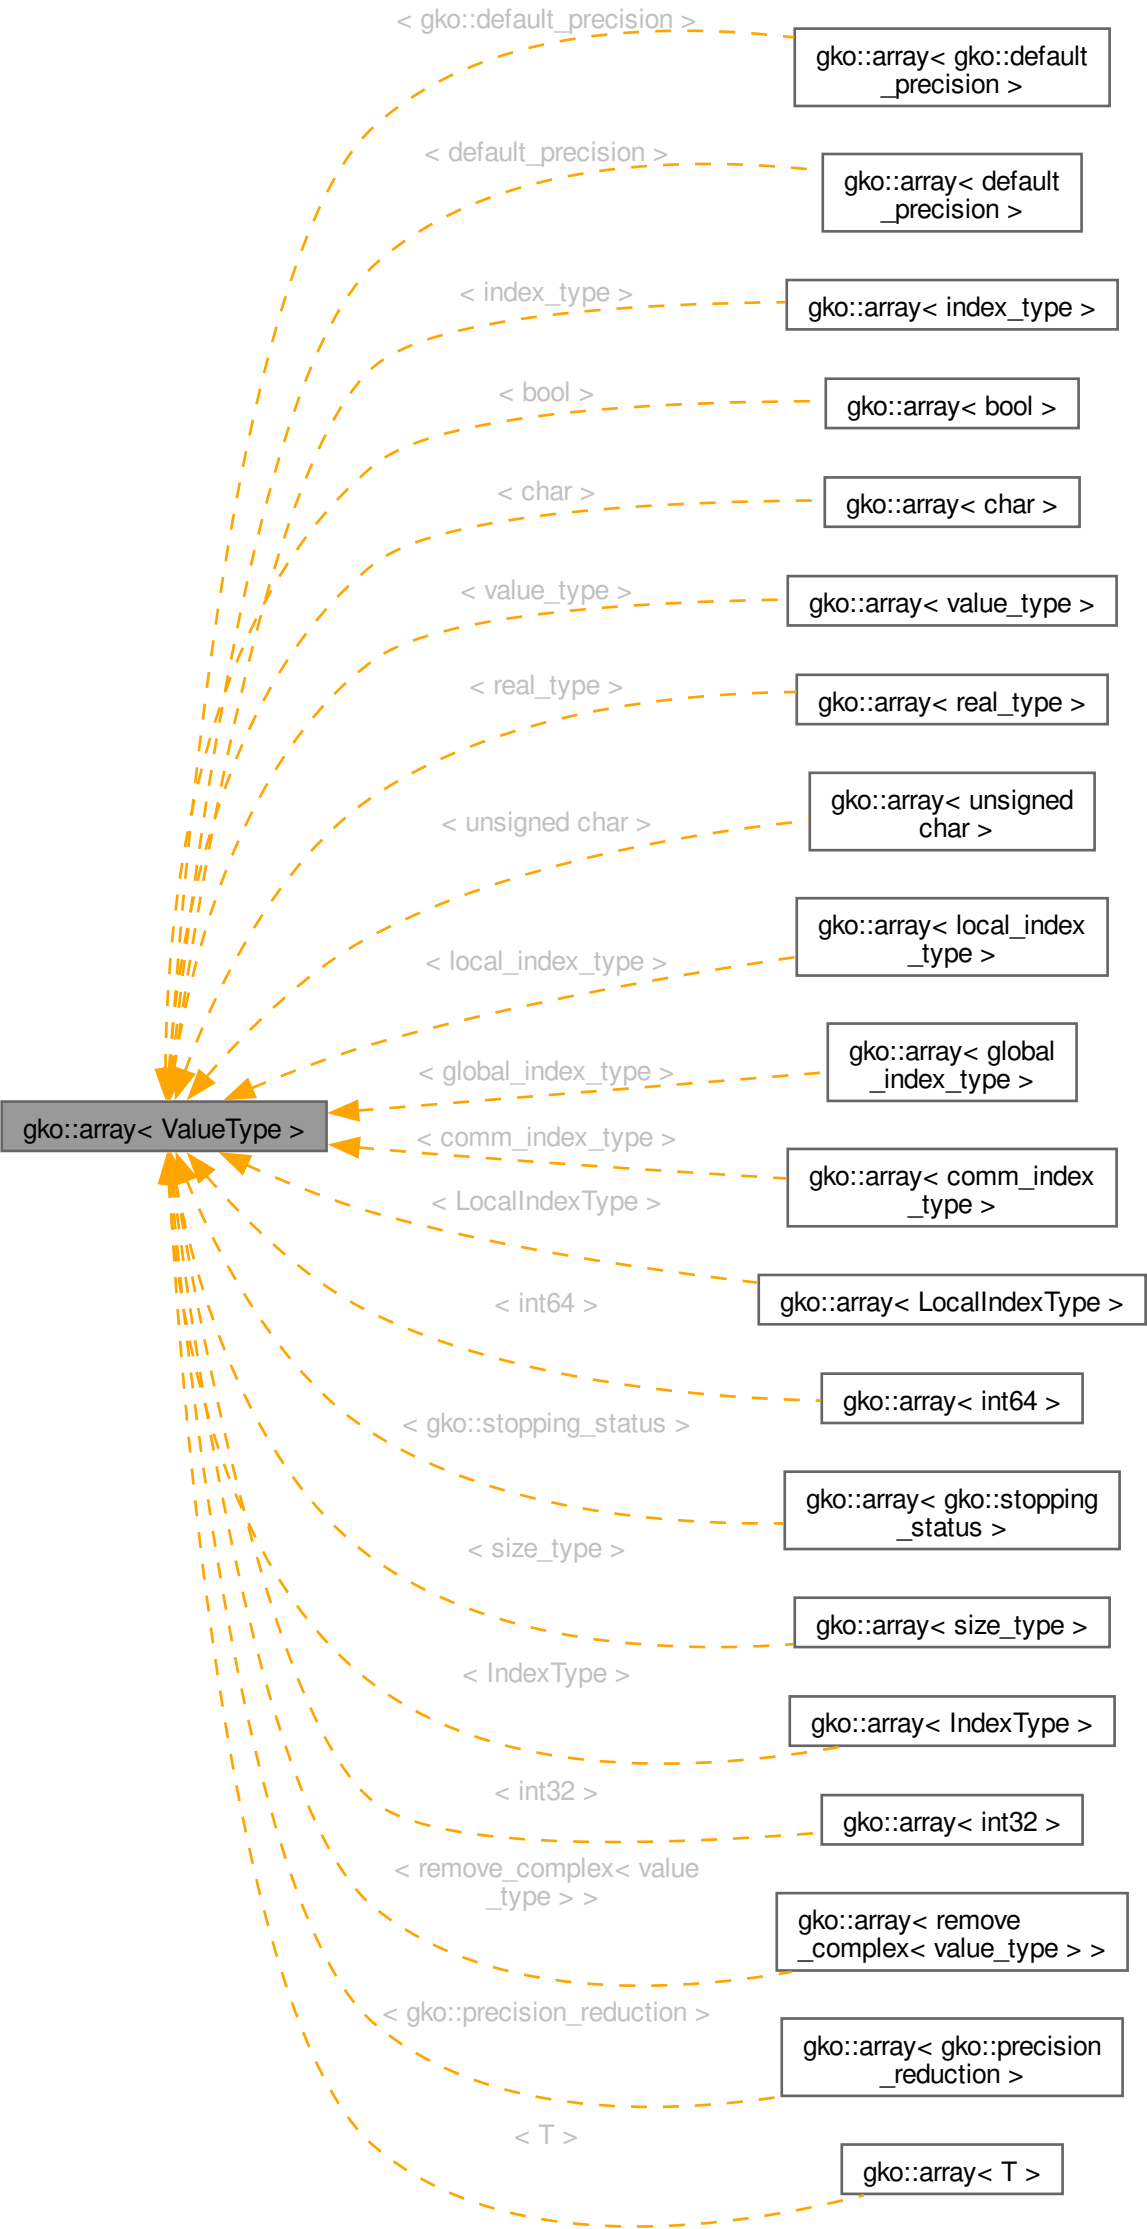 < gko::default_precision >
gko::array< gko::default
_precision >
< default_precision >
gko::array< default
_precision >
< index_type >
gko::array< index_type >
< bool >
gko::array< bool >
< char >
gko::array< char >
< value_type >
gko::array< value_type >
< real_type >
gko::array< real_type >
< unsigned char >
gko::array< unsigned
char >
< local_index_type >
gko::array< local_index
_type >
< global_index_type >
gko::array< global
_index_type >
gko::array< ValueType >
< comm_index_type >
gko::array< comm_index
_type >
< LocalIndexType >
gko::array< LocalIndexType >
< int64 >
gko::array< int64 >
< gko::stopping_status >
gko::array< gko::stopping
_status >
< size_type >
gko::array< size_type >
< IndexType >
gko::array< IndexType >
< int32 >
gko::array< int32 >
< remove_complex< value
_type > >
gko::array< remove
_complex< value_type > >
< gko::precision_reduction >
gko::array< gko::precision
_reduction >
< T >
gko::array< T >